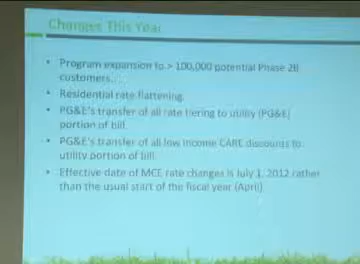 Changes This Year
• Program expansion to > 100,000 potential Phase 2B
customers....
• Residential rate flattening.
• PG&E's transfer of all rate tiering to utility (PG&E)
portion of bill.
• PG&E's transfer of all low income CARE discounts to
utility portion of bill.
• Effective date of MCE rate changes is July 1, 2012 rather
than the usual start of the fiscal year (April)